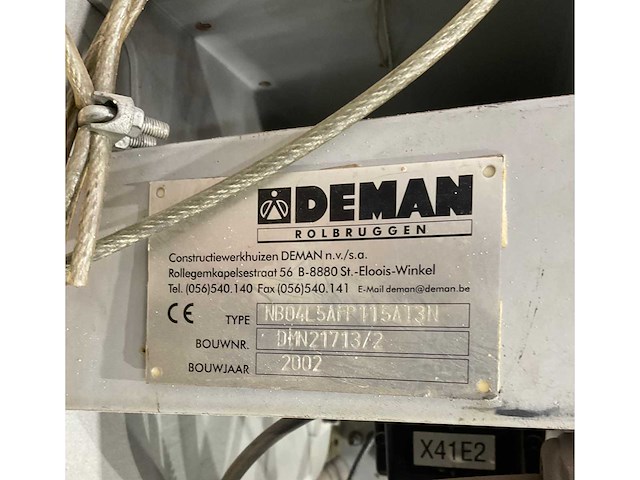 DEMAN
ROLBRUGGEN
Constructiewerkhuizen DEMAN n.v./s.a.
Rollegemkapelsestraat 56 B-8880 St.-Eloois-Winkel
Tel. (056)540.140 Fax (056)540.141 E-Mail deman@deman.be
CE TYPE
BOUWNR. DMN21713/2
BOUWJAAR 2002
X41E2